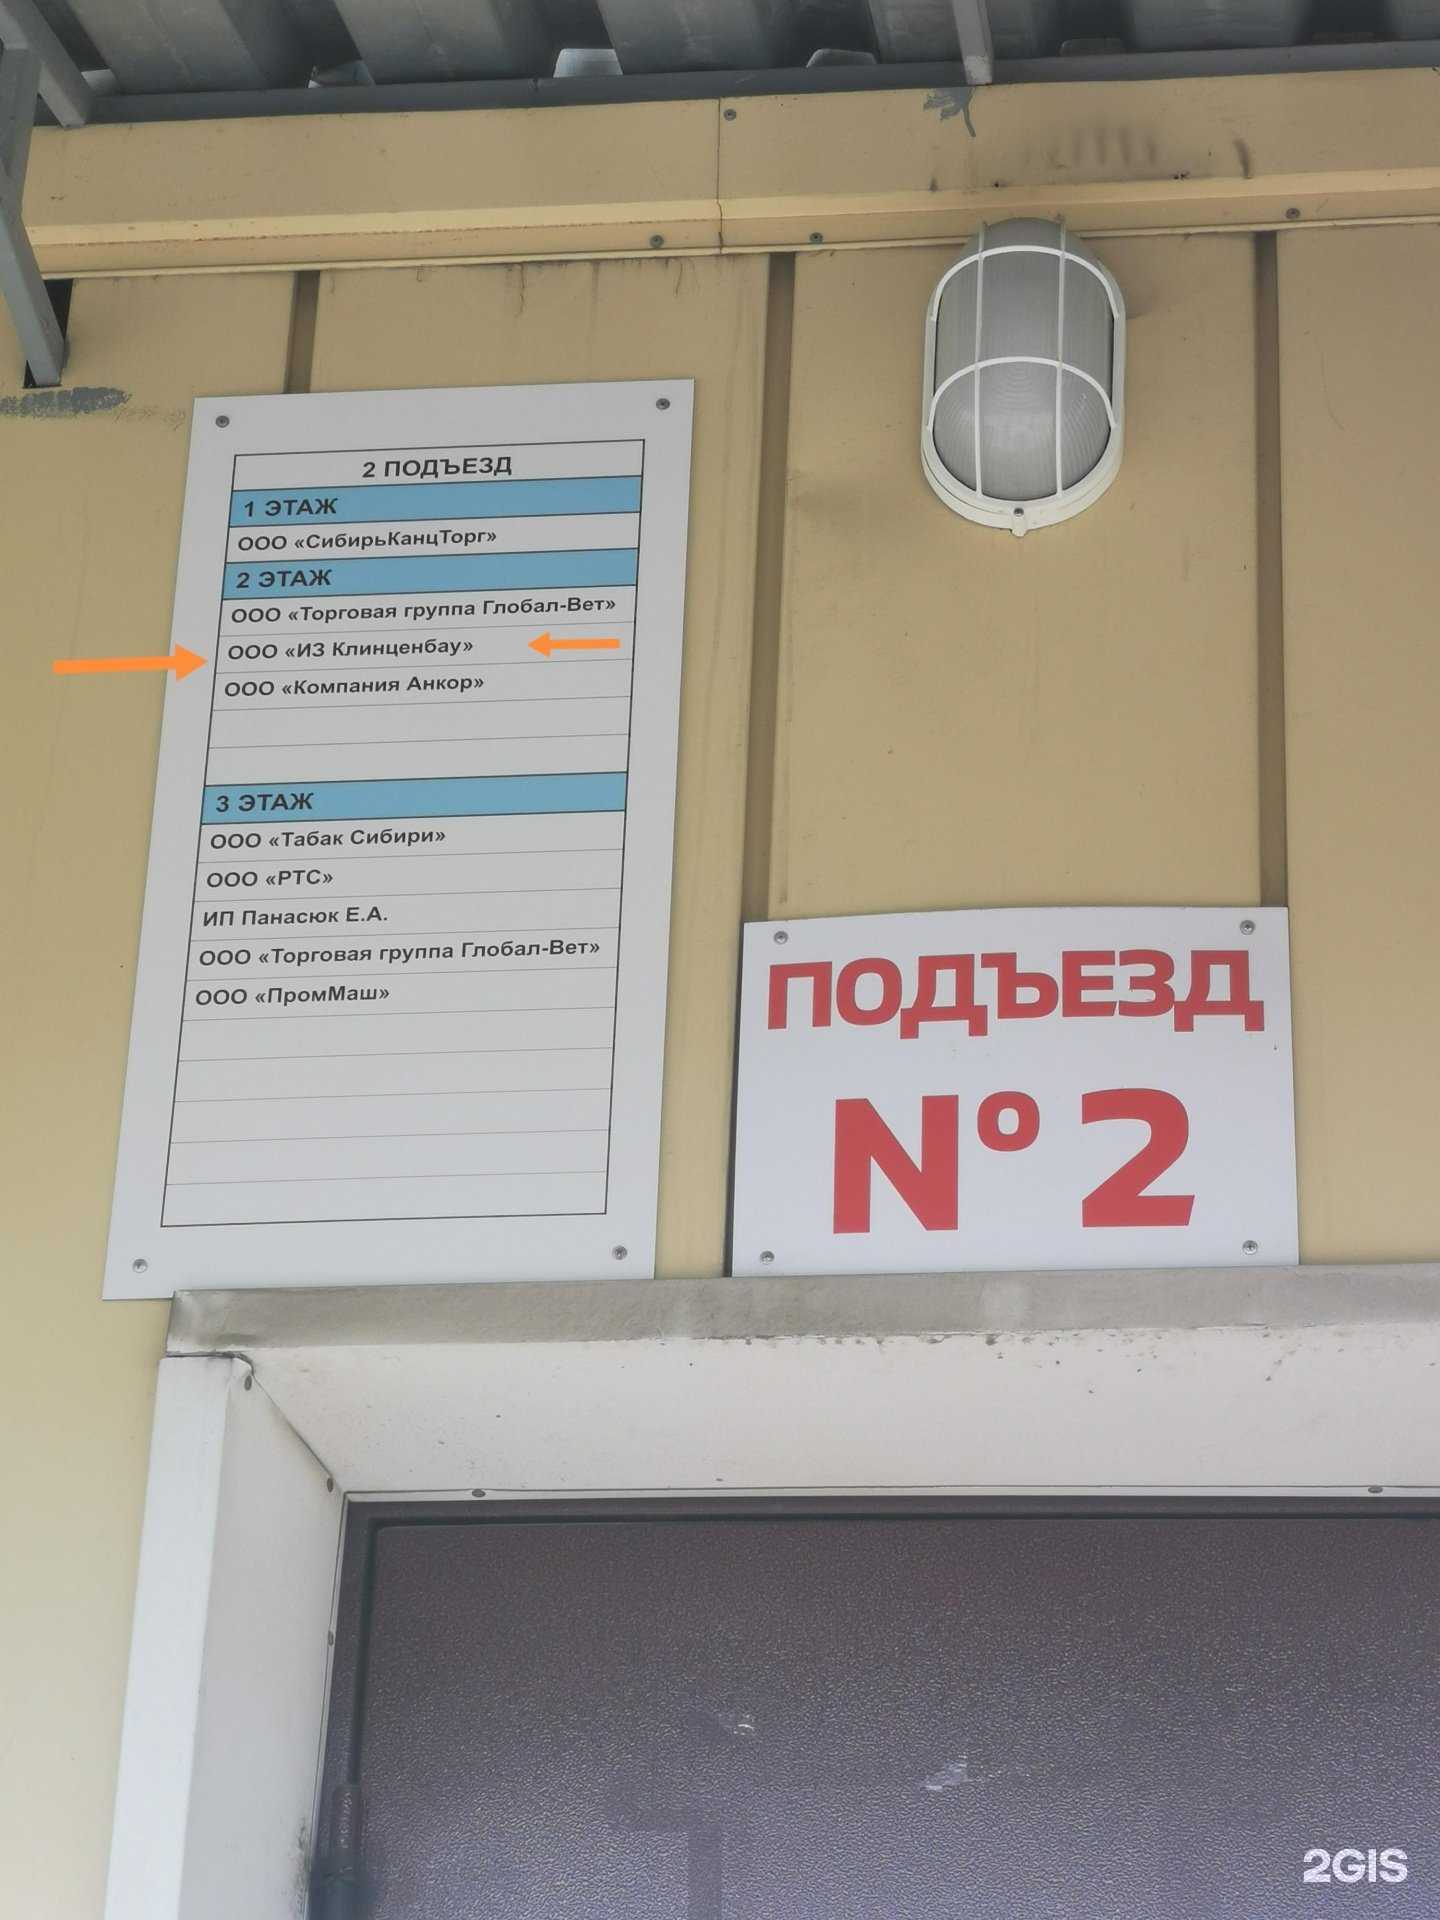 2 ПОДЪЕЗД
1 ЭТАЖ
ООО «СибирьКанцТорг»
2 ЭТАЖ
ООО «Торговая группа Глобал-Вет»
ООО «ИЗ Клинценбау»
ООО «Компания Анкор»
3 ЭТАЖ
ООО «Табак Сибири»
ООО «РТС»
ИП Панасюк Е.А.
ООО «Торговая группа Глобал-Вет»
ООО «ПромМаш»
ПОДЪЕЗД
№ 2
2GIS